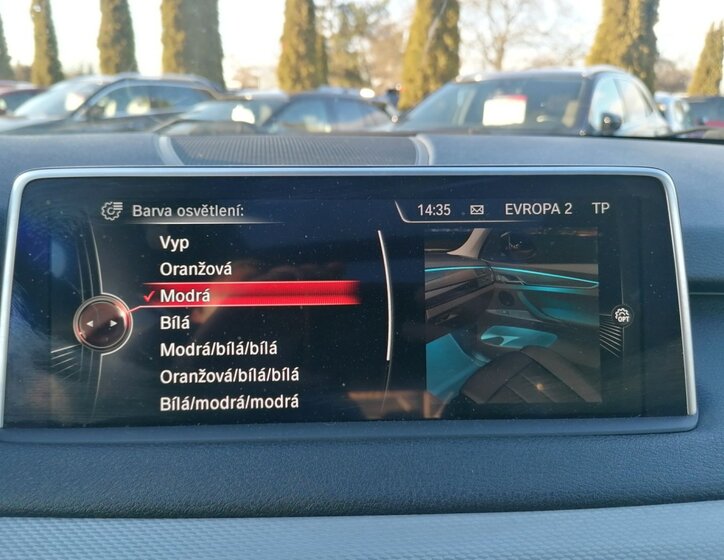 Barva osvětlení:
14:35 EVROPA 2 TP
Vyp
Oranžová
Modrá
Bílá
Modrá/bílá/bílá
Oranžová/bílá/bílá
Bílá/modrá/modrá
OPT